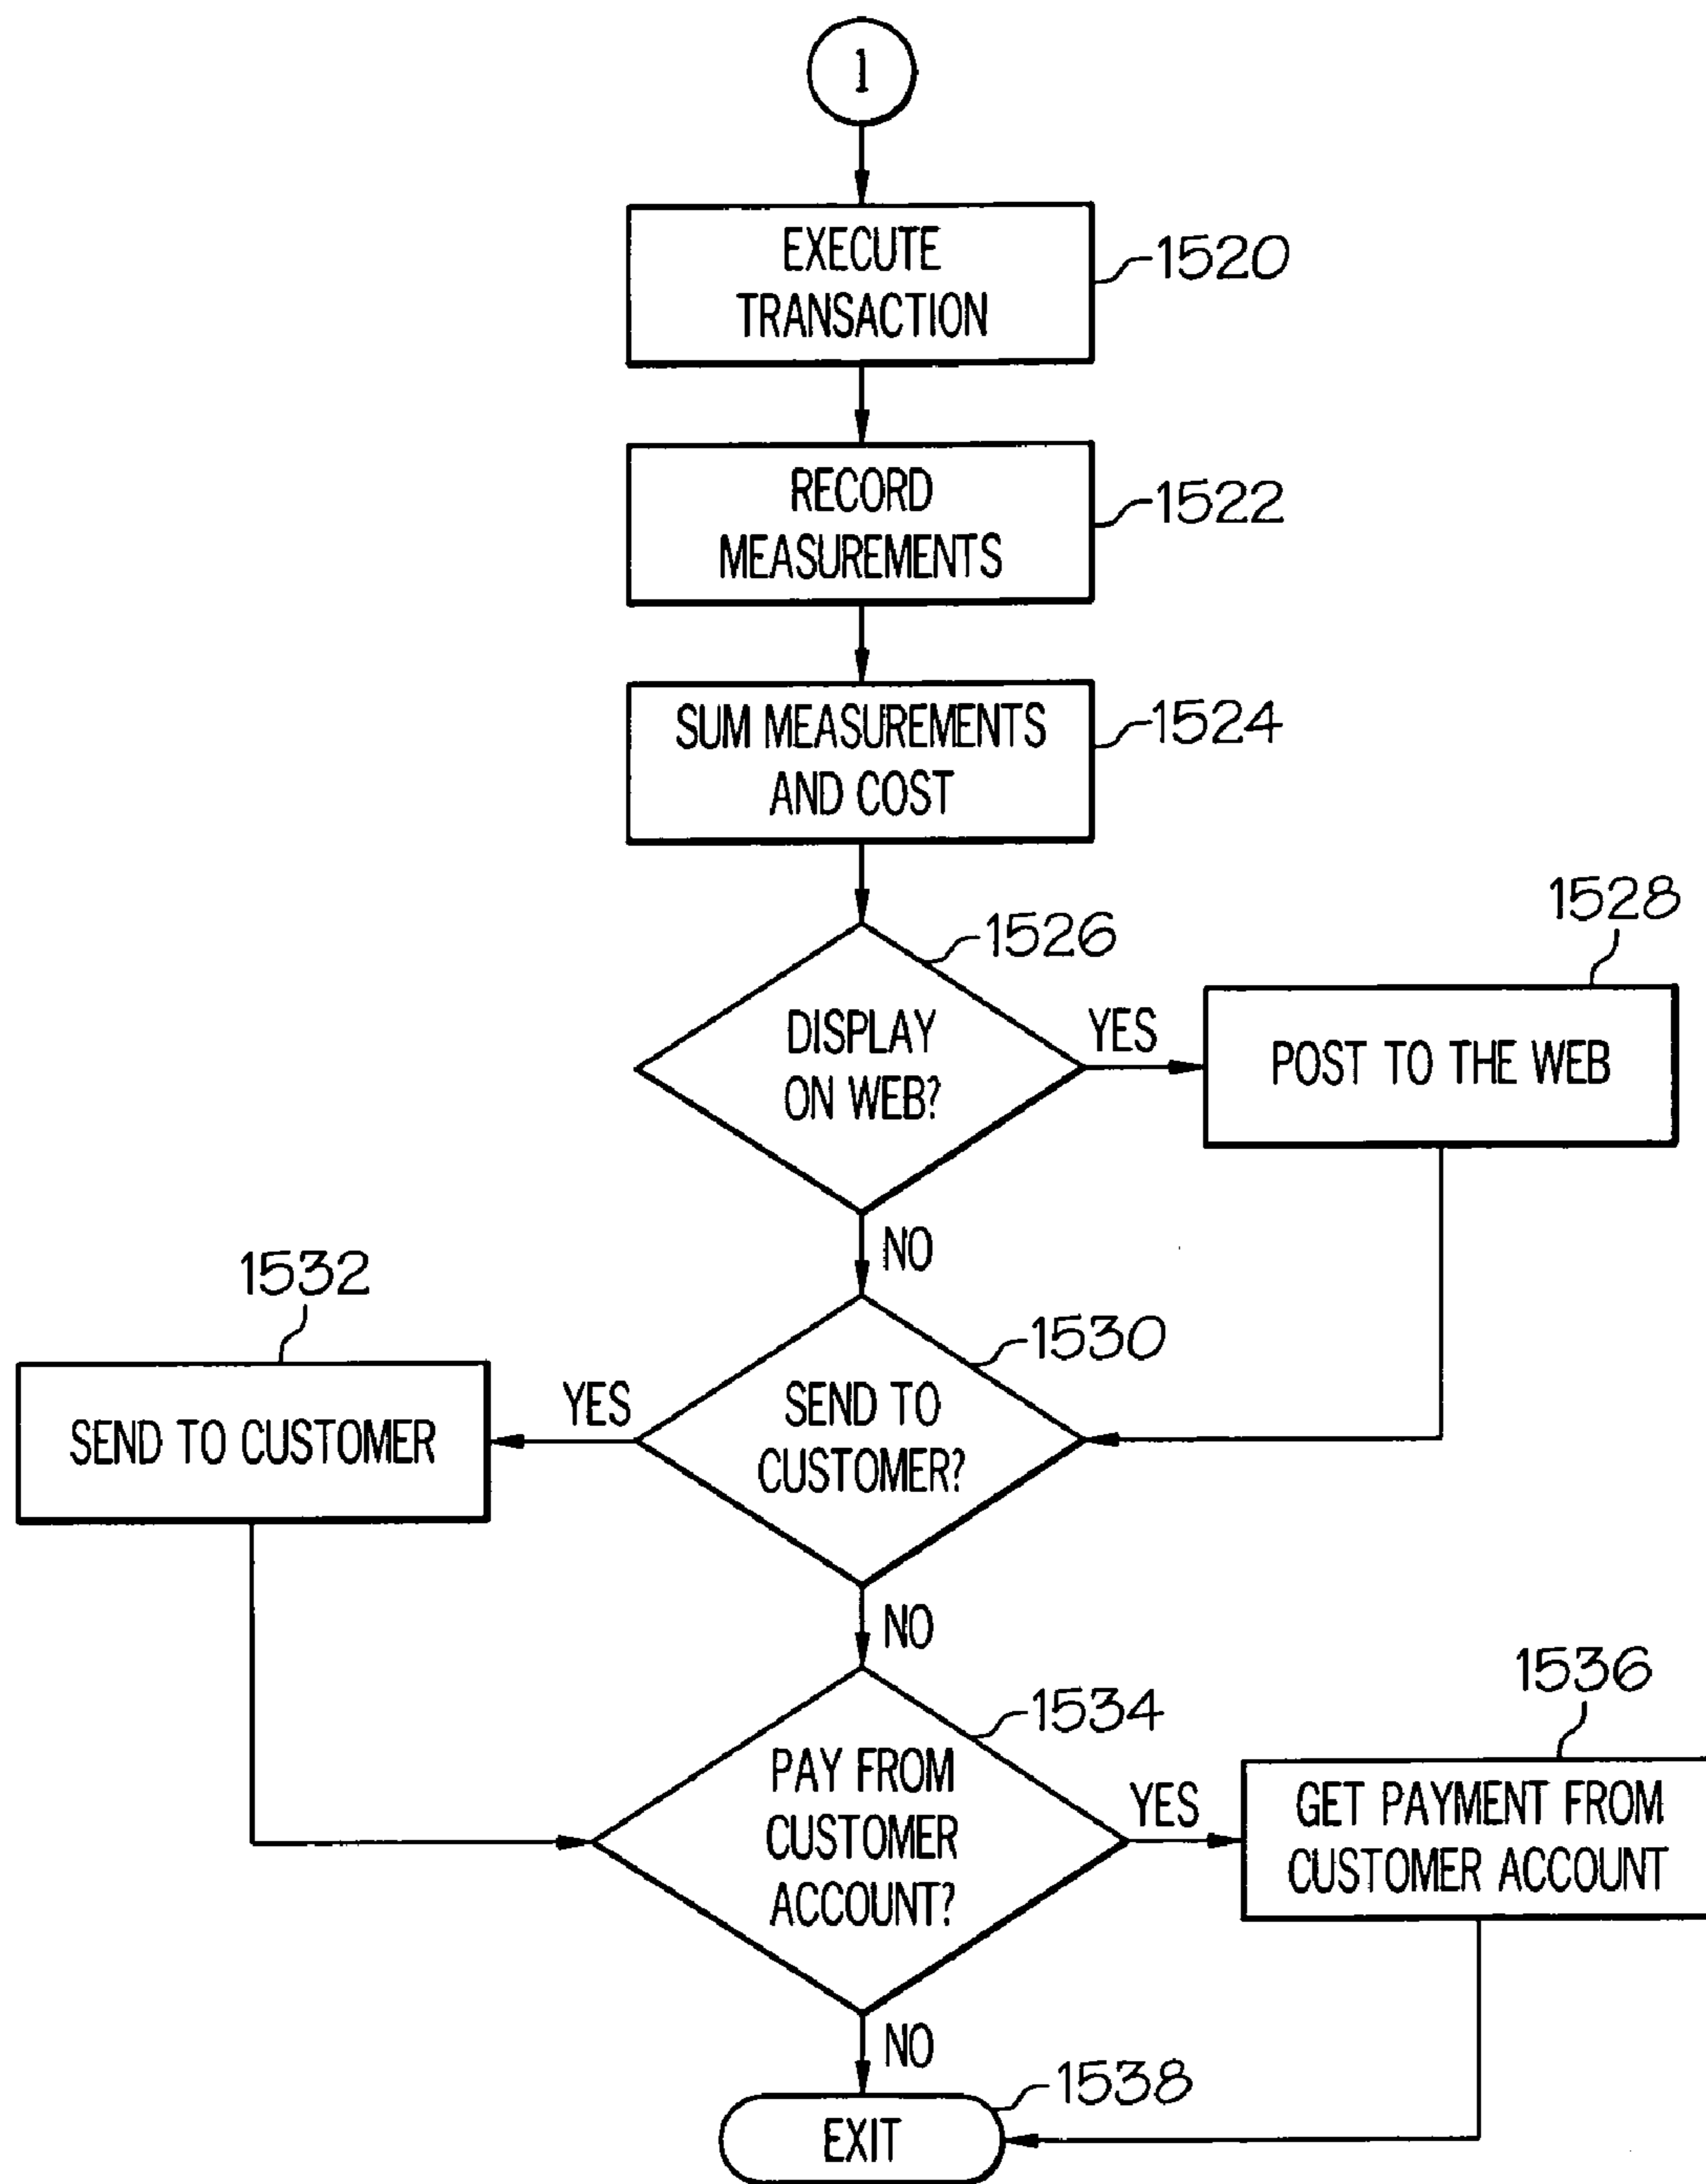 1
EXECUTE
TRANSACTION
1520
RECORD
MEASUREMENTS
1522
SUM MEASUREMENTS
AND COST
1524
1526
DISPLAY
ON WEB?
YES
1528
POST TO THE WEB
NO
1530
SEND TO
CUSTOMER?
YES
1532
SEND TO CUSTOMER
NO
1534
PAY FROM
CUSTOMER
ACCOUNT?
YES
1536
GET PAYMENT FROM
CUSTOMER ACCOUNT
NO
1538
EXIT